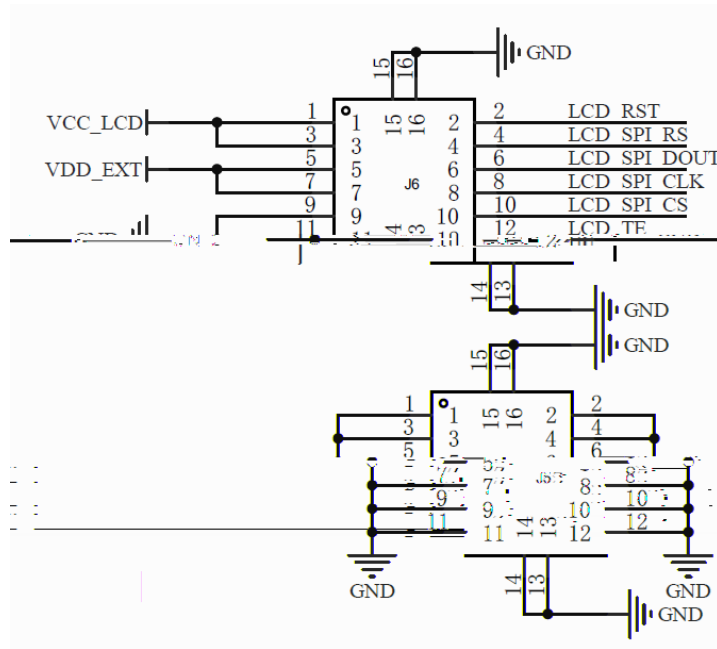 15 16 GND
VCC_LCD 1 1 15 16 2 2 LCD_RST
3 3 4 4 LCD_SPI_RS
VDD_EXT 5 5 6 6 LCD_SPI_DOUT
7 7 J6 8 8 LCD_SPI_CLK
9 9 10 10 LCD_SPI_CS
11 12 LCD_TE
14 13 GND
15 16 GND
1 1 15 16 2 2
3 3 4 4
5 6
7 8
9 9 10 10
11 11 14 13 12 12
GND GND
14 13 GND